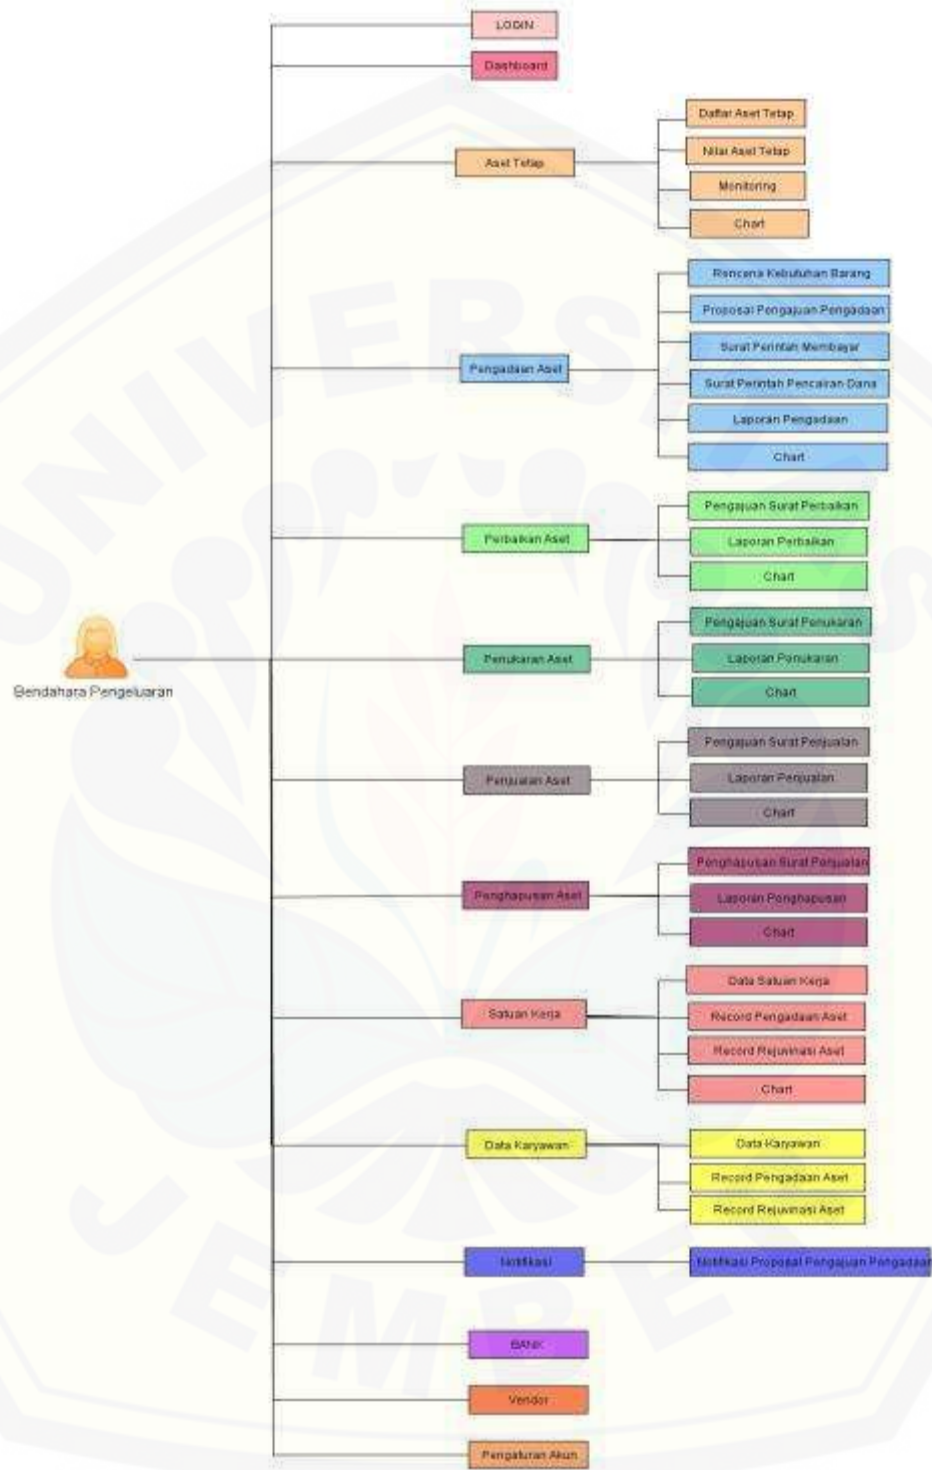 LOGIN
Dashboard
Aset Tetap
Daftar Aset Tetap
Nilai Aset Tetap
Monitoring
Chart
Pengadaan Aset
Rencana Kebutuhan Barang
Proposal Pengajuan Pengadaan
Surat Perintah Membayar
Surat Perintah Pencairan Dana
Laporan Pengadaan
Chart
Perbaikan Aset
Pengajuan Surat Perbaikan
Laporan Perbaikan
Chart
Bendahara Pengeluaran
Penukaran Aset
Pengajuan Surat Penukaran
Laporan Penukaran
Chart
Penjualan Aset
Pengajuan Surat Penjualan
Laporan Penjualan
Chart
Penghapusan Aset
Penghapusan Surat Penjualan
Laporan Penghapusan
Chart
Satuan Kerja
Data Satuan Kerja
Record Pengadaan Aset
Record Rejuvinasi Aset
Chart
Data Karyawan
Data Karyawan
Record Pengadaan Aset
Record Rejuvinasi Aset
Notifikasi
Notifikasi Proposal Pengajuan Pengadaan
BANK
Vendor
Pengaturan Akun
UNIVERSITAS
JEMBER